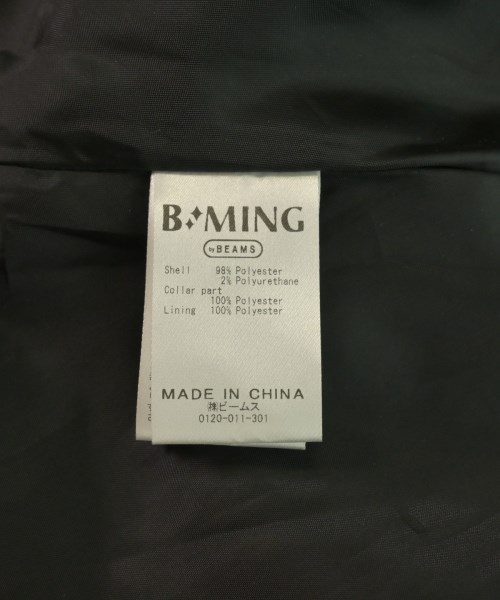 B MING
by BEAMS
Shell 98% Polyester
2% Polyurethane
Collar part
100% Polyester
Lining 100% Polyester
MADE IN CHINA
㈱ビームス
0120-011-301